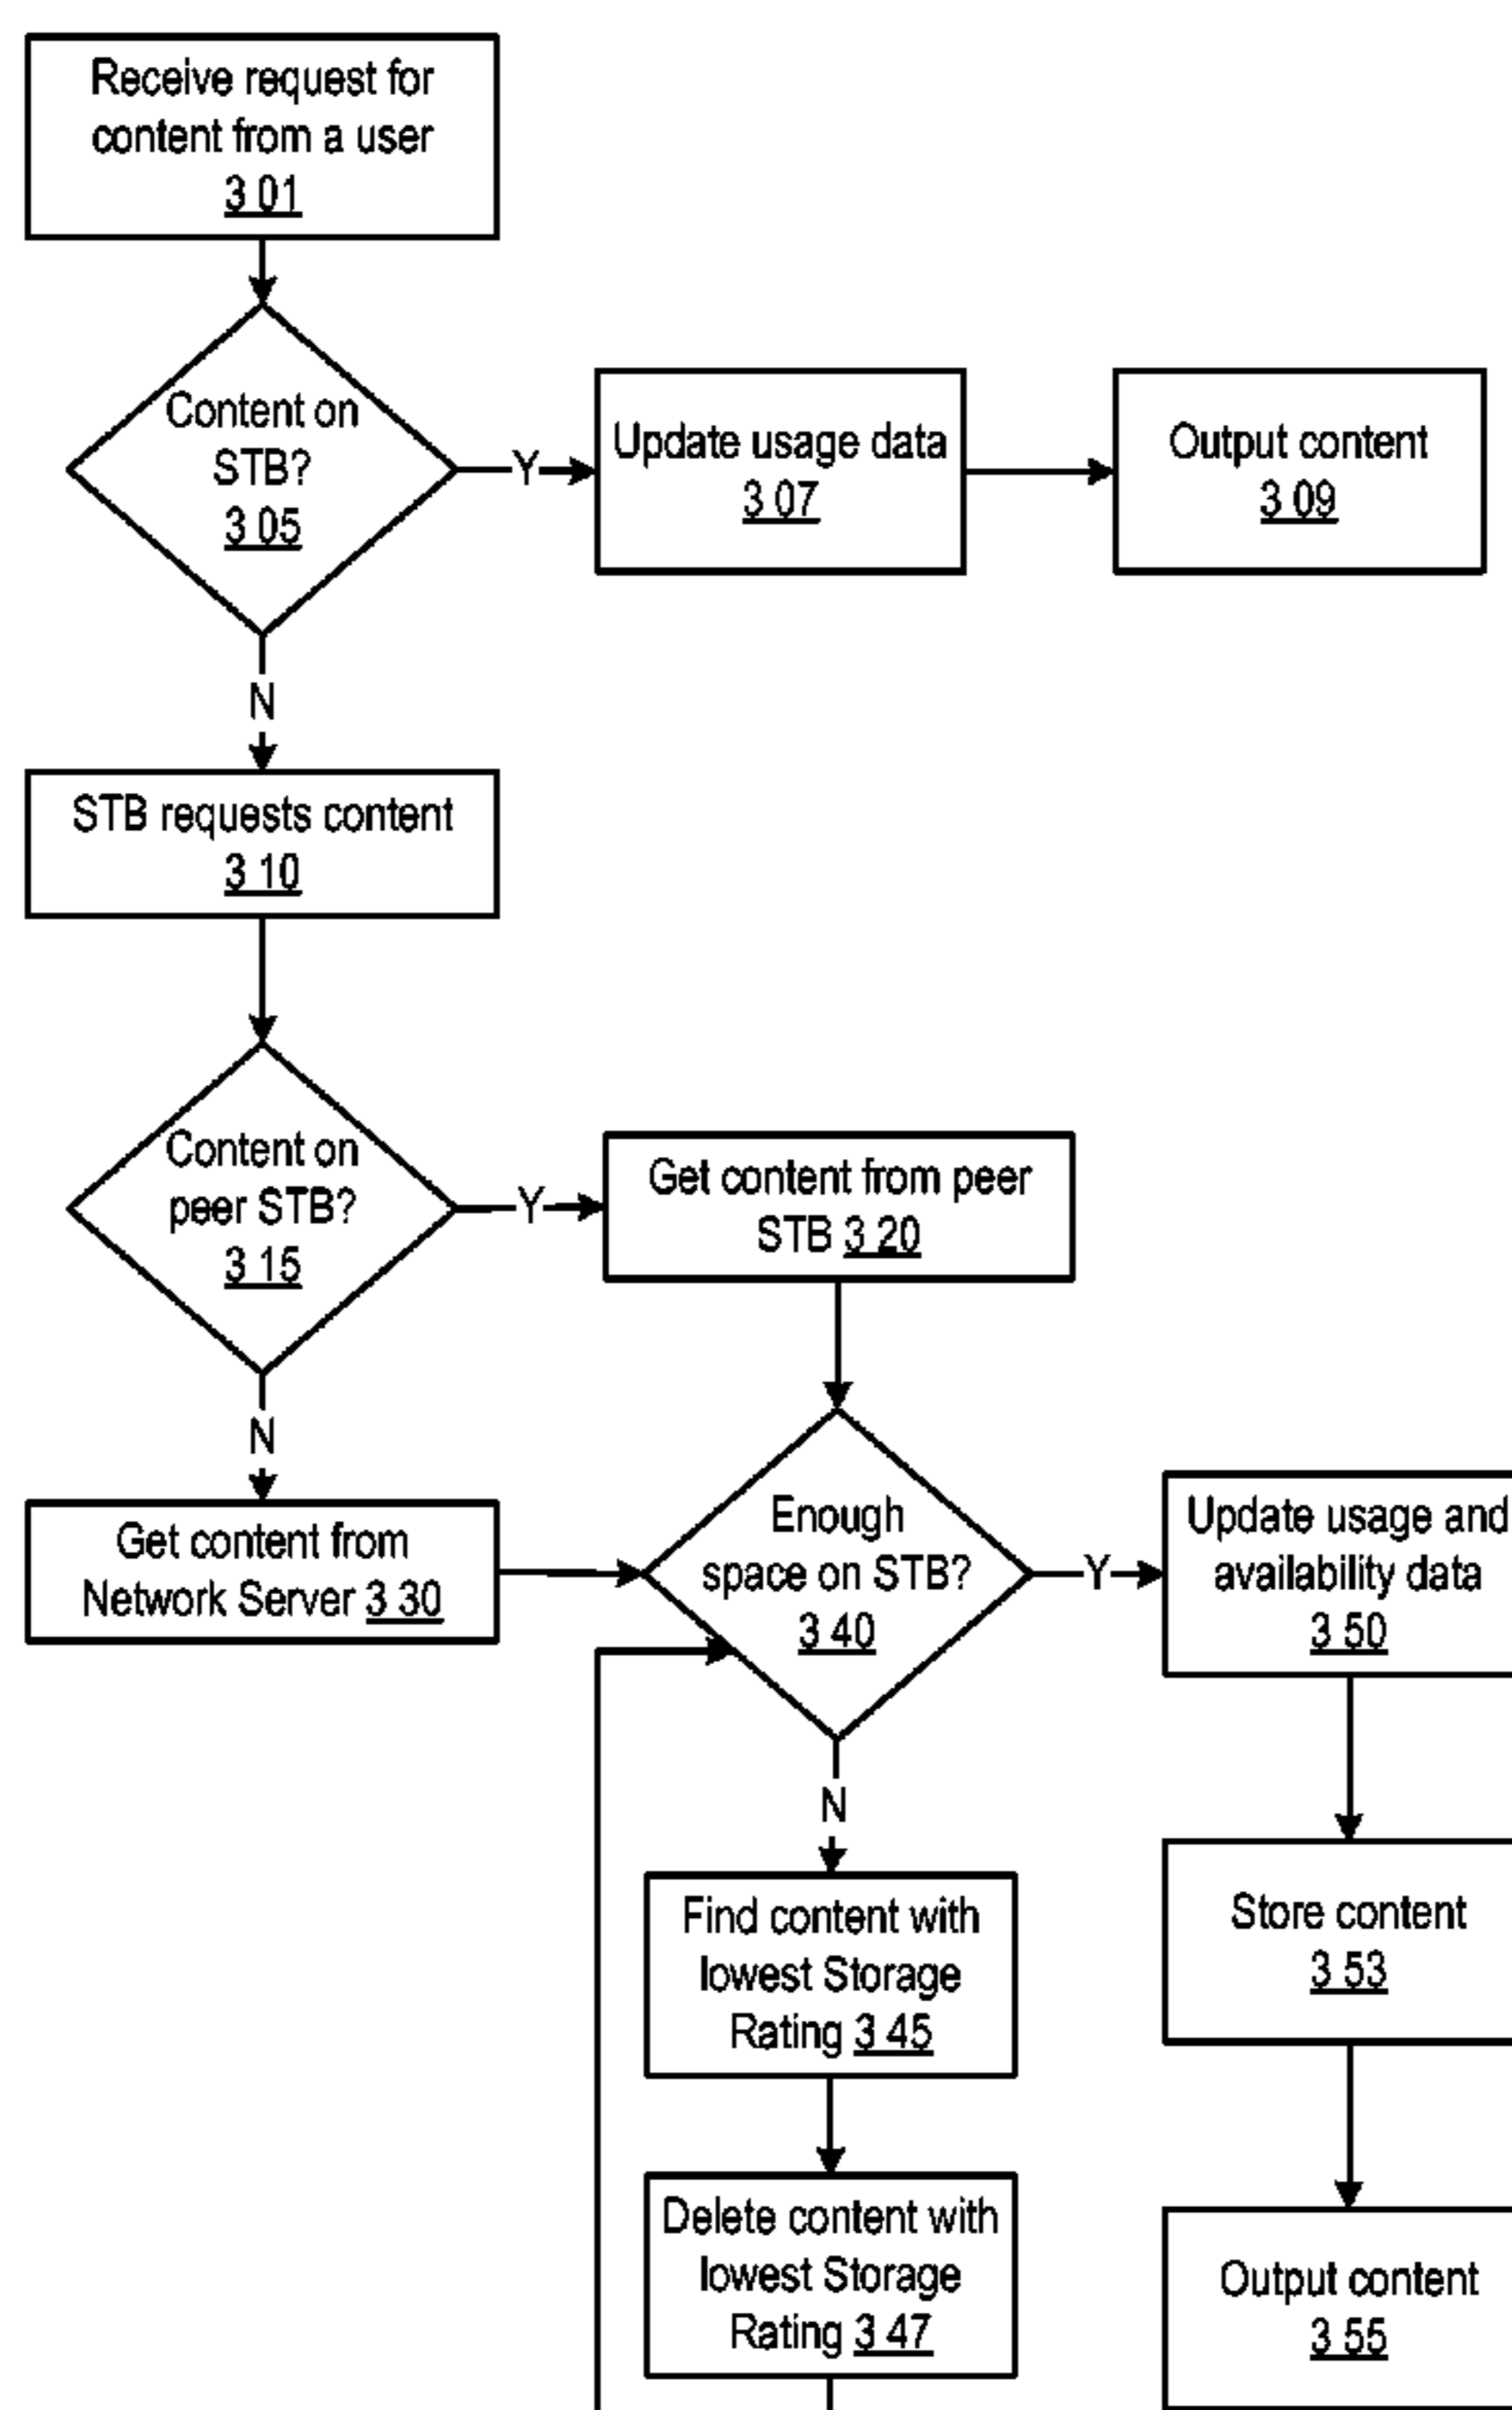 Receive request for
content from a user
3 01
Content on
STB?
3 05
Y
Update usage data
3 07
Output content
3 09
N
STB requests content
3 10
Content on
peer STB?
3 15
Y
Get content from peer
STB 3 20
N
Get content from
Network Server 3 30
Enough
space on STB?
3 40
Y
Update usage and
availability data
3 50
N
Find content with
lowest Storage
Rating 3 45
Store content
3 53
Delete content with
lowest Storage
Rating 3 47
Output content
3 55